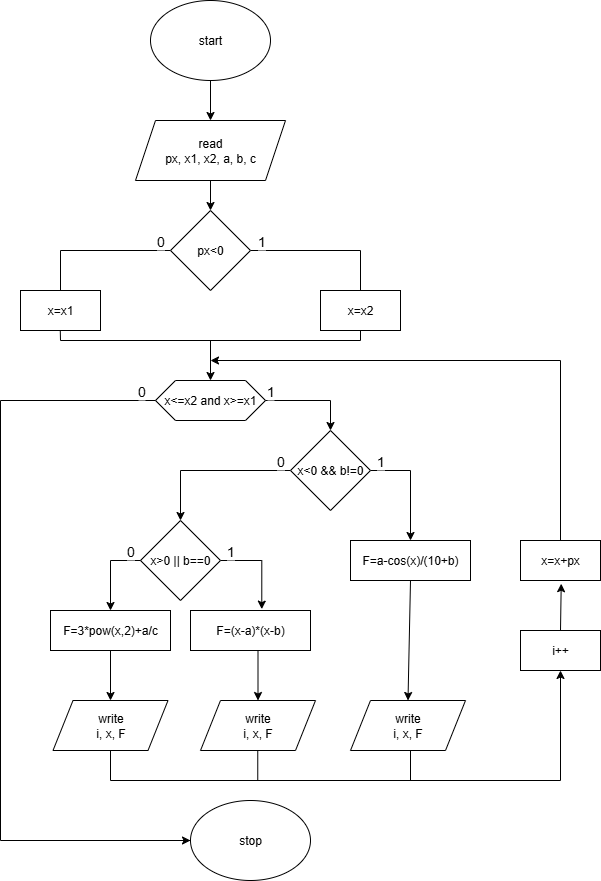 start
read
px, x1, x2, a, b, c
0
px<0
1
x=x1
x=x2
0
x<=x2 and x>=x1
1
0
x<0 && b!=0
1
0
x>0 || b==0
1
F=a-cos(x)/(10+b)
x=x+px
F=3*pow(x,2)+a/c
F=(x-a)*(x-b)
i++
write
i, x, F
write
i, x, F
write
i, x, F
stop